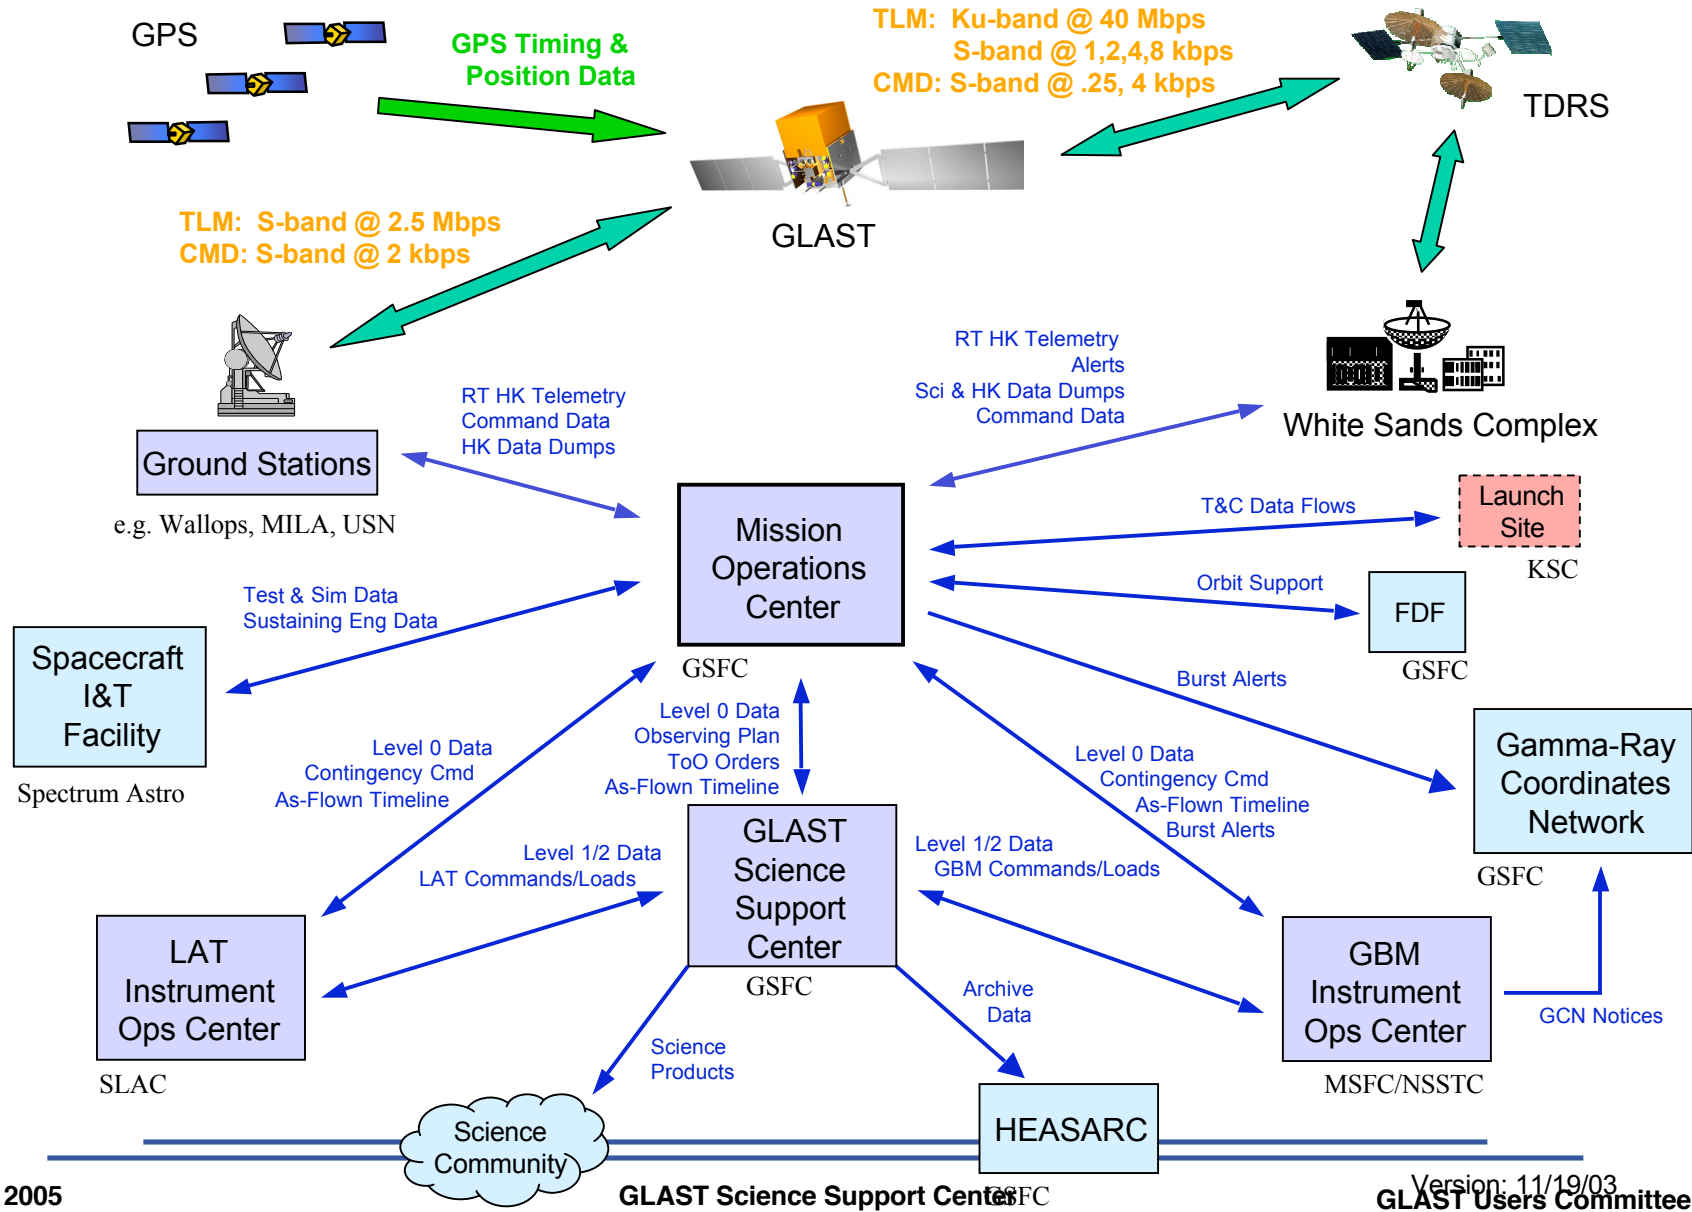 GPS
GPS Timing &
Position Data
TLM: Ku-band @ 40 Mbps
S-band @ 1,2,4,8 kbps
CMD: S-band @ .25, 4 kbps
TDRS
GLAST
TLM: S-band @ 2.5 Mbps
CMD: S-band @ 2 kbps
RT HK Telemetry
Alerts
Sci & HK Data Dumps
Command Data
White Sands Complex
RT HK Telemetry
Command Data
HK Data Dumps
Ground Stations
e.g. Wallops, MILA, USN
Mission
Operations
Center
GSFC
T&C Data Flows
Launch
Site
KSC
Orbit Support
FDF
GSFC
Test & Sim Data
Sustaining Eng Data
Spacecraft
I&T
Facility
Spectrum Astro
Burst Alerts
Gamma-Ray
Coordinates
Network
GSFC
Level 0 Data
Contingency Cmd
As-Flown Timeline
Level 0 Data
Observing Plan
ToO Orders
As-Flown Timeline
Level 0 Data
Contingency Cmd
As-Flown Timeline
Burst Alerts
GLAST
Science
Support
Center
GSFC
Level 1/2 Data
LAT Commands/Loads
Level 1/2 Data
GBM Commands/Loads
LAT
Instrument
Ops Center
SLAC
GBM
Instrument
Ops Center
MSFC/NSSTC
GCN Notices
Archive
Data
Science
Products
Science
Community
HEASARC
GSFC
Version: 11/19/03
2005
GLAST Science Support Center
GLAST Users Committee